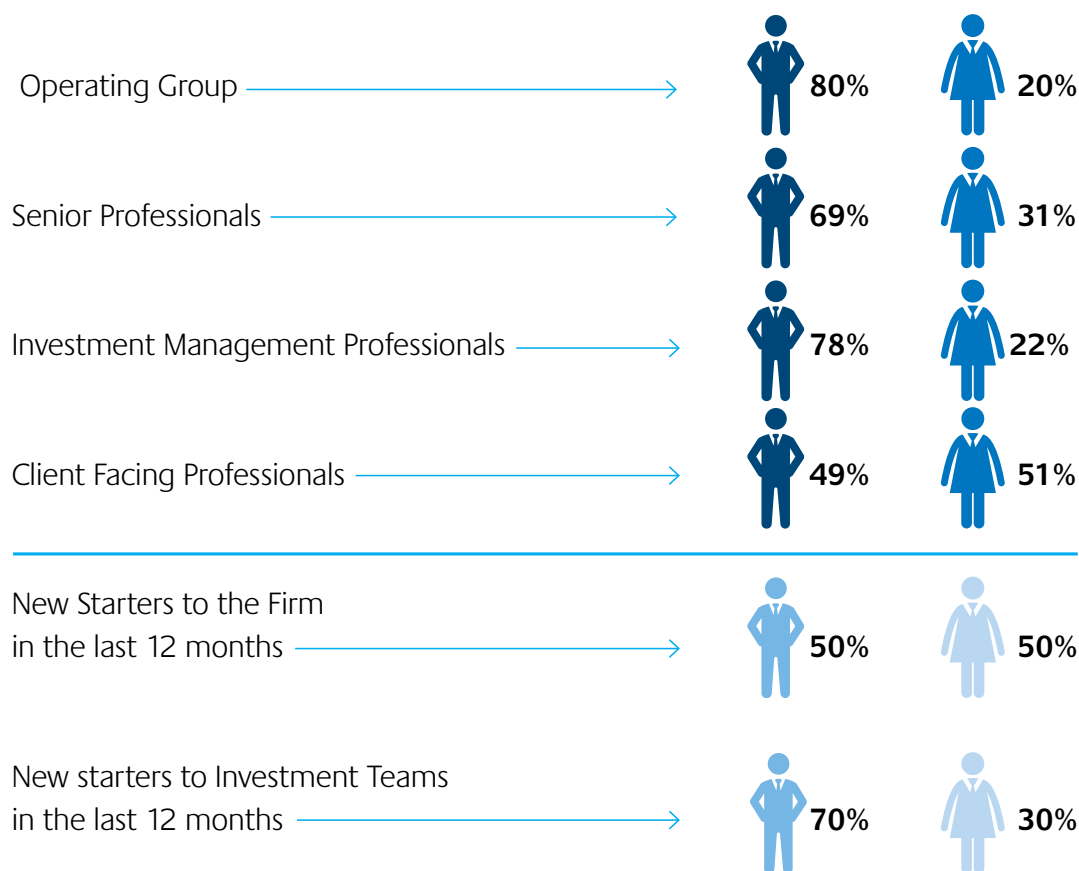 Operating Group 80% 20%
Senior Professionals 69% 31%
Investment Management Professionals 78% 22%
Client Facing Professionals 49% 51%
New Starters to the Firm
in the last 12 months 50% 50%
New starters to Investment Teams
in the last 12 months 70% 30%